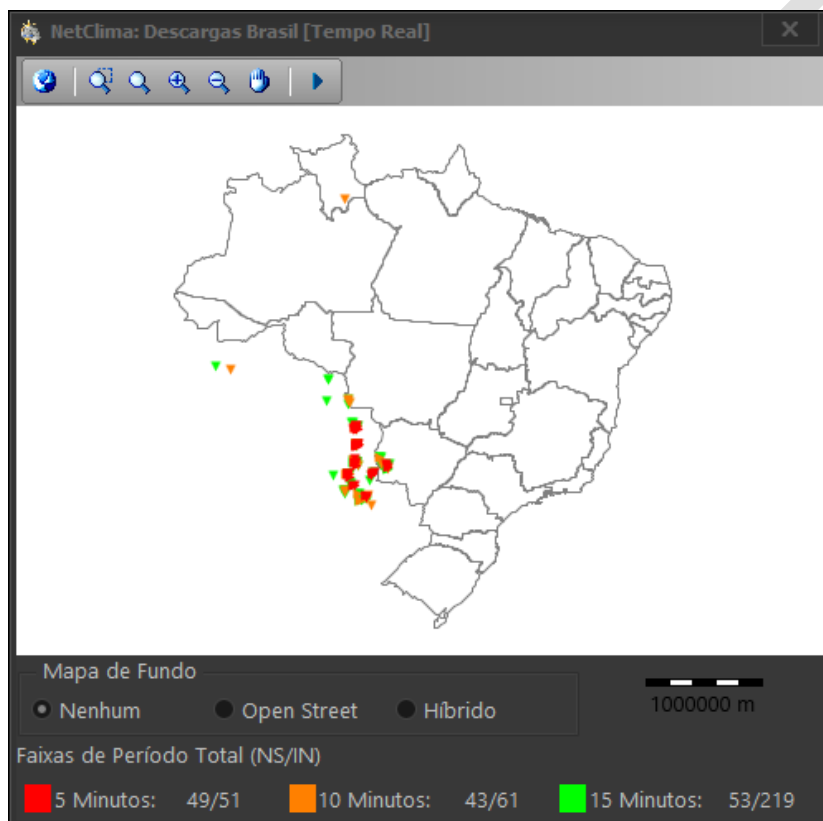 NetClima: Descargas Brasil [Tempo Real]
Mapa de Fundo
Nenhum Open Street Híbrido
1000000 m
Faixas de Período Total (NS/IN)
5 Minutos: 49/51 10 Minutos: 43/61 15 Minutos: 53/219